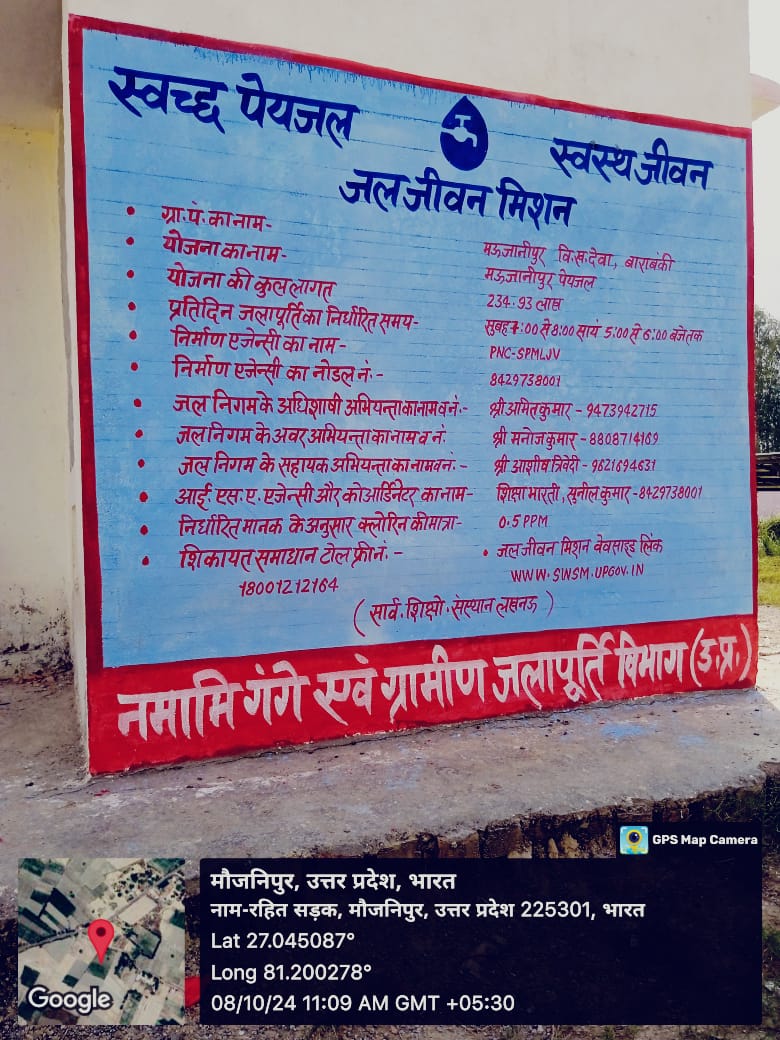 स्वच्छ पेयजल
स्वस्थ जीवन
जल जीवन मिशन
• ग्रा.पं. का नाम- मऊजानीपुर वि.ख.देवा, बाराबंकी
• योजना का नाम- मऊजानीपुर पेयजल
• योजना की कुल लागत 234.93 लाख
• प्रतिदिन जलापूर्ति का निर्धारित समय- सुबह 7:00 से 8:00 सायं 5:00 से 6:00 बजे तक
• निर्माण एजेन्सी का नाम- PNC-SPMLJV
• निर्माण एजेन्सी का नोडल नं.- 8429738001
• जल निगम के अधिशाषी अभियन्ता का नाम व नं.- श्री अमित कुमार - 9473942715
• जल निगम के अवर अभियन्ता का नाम व नं. श्री मनोज कुमार - 8808714169
• जल निगम के सहायक अभियन्ता का नाम व नं. - श्री आशीष त्रिवेदी - 9621694631
• आई एस.ए. एजेन्सी और कोआर्डिनेटर का नाम- शिक्षा भारती, सुनील कुमार - 8429738001
• निर्धारित मानक के अनुसार क्लोरिन की मात्रा- 0.5 PPM
• शिकायत समाधान टोल फ्री नं. - • जल जीवन मिशन वेवसाइड लिंक
18001212164 WWW.SWSM.UPGOV.IN
(सार्व. शिक्षो. संस्थान लखनऊ)
नमामि गंगे एवं ग्रामीण जलापूर्ति विभाग (उ.प्र.)
GPS Map Camera
मौजनिपुर, उत्तर प्रदेश, भारत
नाम-रहित सड़क, मौजनिपुर, उत्तर प्रदेश 225301, भारत
Lat 27.045087°
Long 81.200278°
08/10/24 11:09 AM GMT +05:30
Google